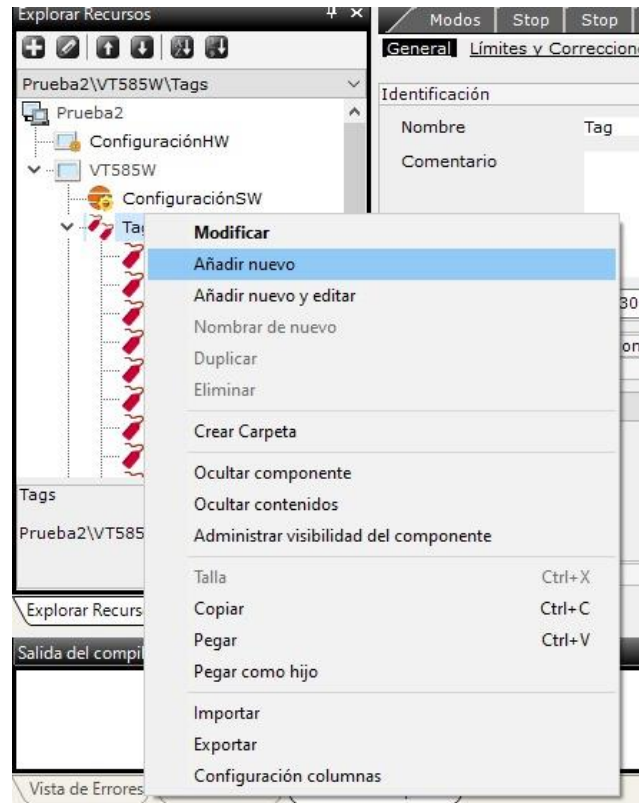 Explorar Recursos
Modos Stop Stop
General Límites y Correccion
Prueba2\VT585W\Tags
Identificación
Prueba2
Nombre Tag
ConfiguraciónHW
Comentario
VT585W
ConfiguraciónSW
Modificar
Añadir nuevo
Añadir nuevo y editar
30
Nombrar de nuevo
Duplicar
Eliminar
Crear Carpeta
Ocultar componente
Ocultar contenidos
Administrar visibilidad del componente
Tags
Prueba2\VT585
Talla Ctrl+X
Copiar Ctrl+C
Pegar Ctrl+V
Pegar como hijo
Explorar Recurs
Salida del compil
Importar
Exportar
Configuración columnas
Vista de Errores